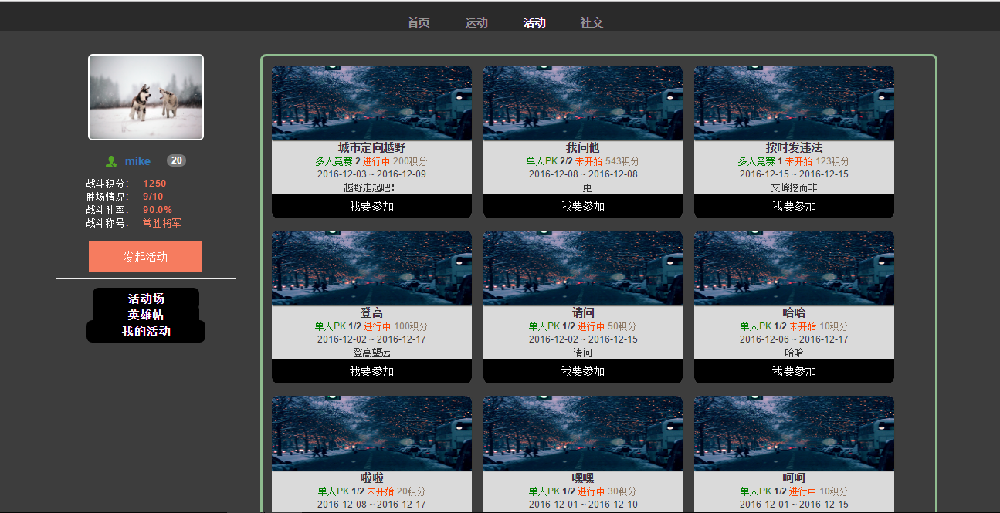 首页 运动 活动 社交
mike 20
战斗积分： 1250
胜场情况： 9/10
战斗胜率： 90.0%
战斗称号： 常胜将军
发起活动
活动场
英雄帖
我的活动
城市定向越野
多人竞赛 2 进行中 200积分
2016-12-03 ~ 2016-12-09
越野走起吧！
我要参加
我问他
单人PK 2/2 未开始 543积分
2016-12-08 ~ 2016-12-08
日更
我要参加
按时发违法
多人竞赛 1 未开始 123积分
2016-12-15 ~ 2016-12-15
文峰挖而非
我要参加
登高
单人PK 1/2 进行中 100积分
2016-12-02 ~ 2016-12-17
登高望远
我要参加
请问
单人PK 1/2 进行中 50积分
2016-12-02 ~ 2016-12-15
请问
我要参加
哈哈
单人PK 1/2 未开始 10积分
2016-12-06 ~ 2016-12-17
哈哈
我要参加
啦啦
单人PK 1/2 未开始 20积分
2016-12-08 ~ 2016-12-17
嘿嘿
单人PK 1/2 进行中 30积分
2016-12-01 ~ 2016-12-10
呵呵
单人PK 1/2 进行中 10积分
2016-12-01 ~ 2016-12-15